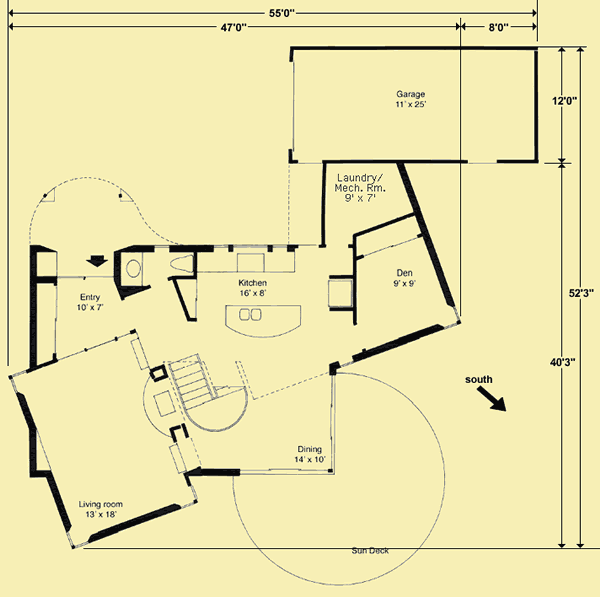 55'0"
47'0"
8'0"
Garage
11' x 25'
12'0"
Laundry/
Mech. Rm.
9' x 7'
Kitchen
16' x 8'
Den
9' x 9'
Entry
10' x 7'
52'3"
40'3"
south
Dining
14' x 10'
Living room
13' x 18'
Sun Deck